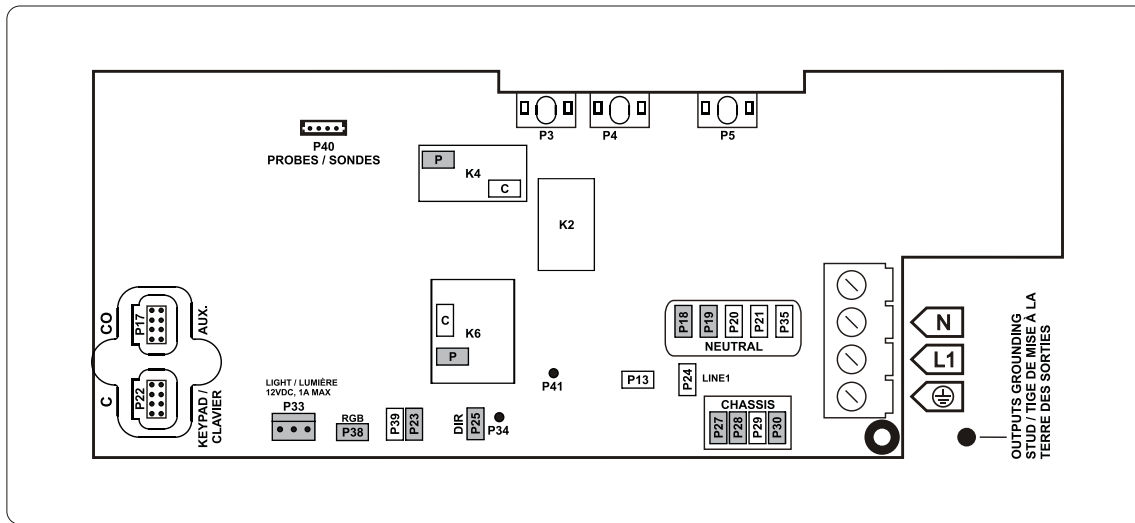 P3
P4
P5
P40
PROBES / SONDES
P
K4
C
K2
CO
P17
AUX.
C
P22
KEYPAD /
CLAVIER
C
K6
P
LIGHT / LUMIÈRE
12VDC, 1A MAX
P33
RGB
P38
P39
P23
DIR
P25
P34
P41
P13
P18
P19
P20
P21
P35
NEUTRAL
P24
LINE1
CHASSIS
P27
P28
P29
P30
N
L1
OUTPUTS GROUNDING
STUD / TIGE DE MISE À LA
TERRE DES SORTIES